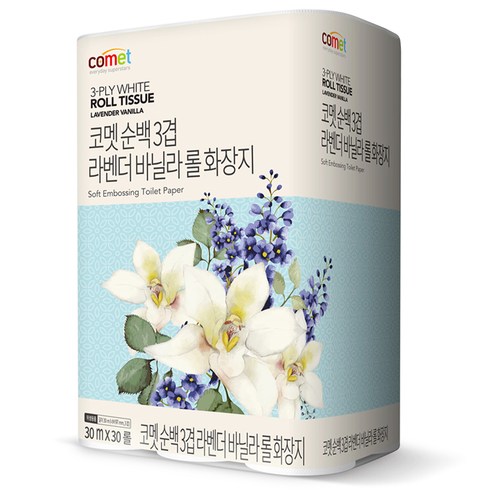 comet
everyday superstars
3-PLY WHITE
ROLL TISSUE
LAVENDER VANILLA
코멧 순백 3겹
라벤더 바닐라 롤 화장지
Soft Embossing Toilet Paper
30 m X 30 롤
코멧 순백 3겹 라벤더 바닐라 롤 화장지
comet
3-PLY WHITE
ROLL TISSUE
LAVENDER VANILLA
코멧 순백 3겹
라벤더 바닐라 롤 화장지
Soft Embossing Toilet Paper
코멧 순백 3겹 라벤더 바닐라 롤 화장지